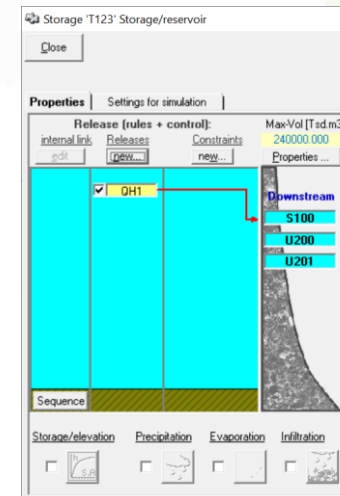 Storage 'T123' Storage/reservoir
Close
Properties
Settings for simulation
Release (rules + control):
Max-Vol [Tsd.m3
internal link
Releases
Constraints
240000.000
edit
new...
new...
Properties ...
QH1
Downstream
S100
U200
U201
Sequence
Storage/elevation
Precipitation
Evaporation
Infiltration
S,A